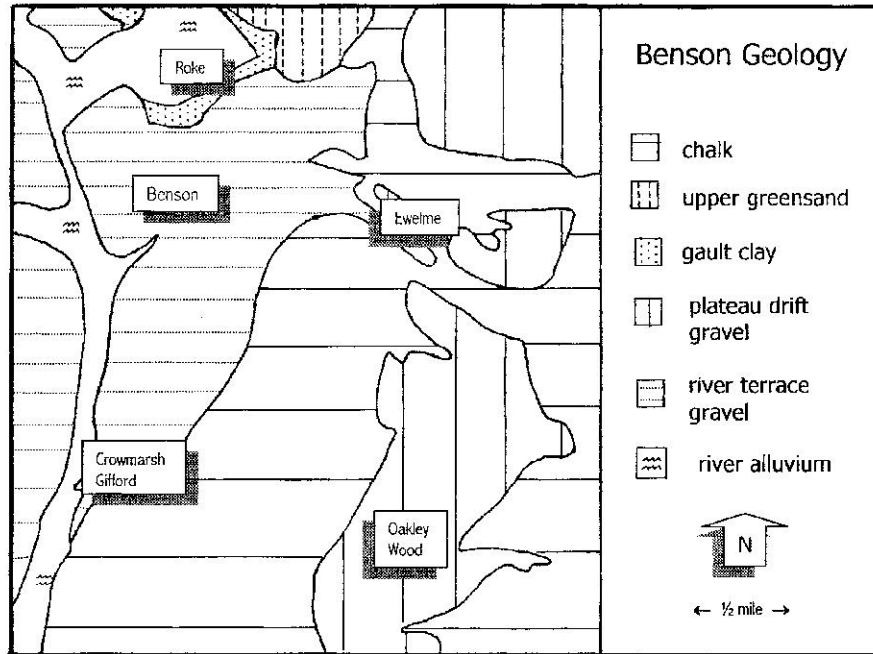 Roke
Benson
Ewelme
Crowmarsh
Gifford
Oakley
Wood
Benson Geology
chalk
upper greensand
gault clay
plateau drift
gravel
river terrace
gravel
river alluvium
N
← ½ mile →